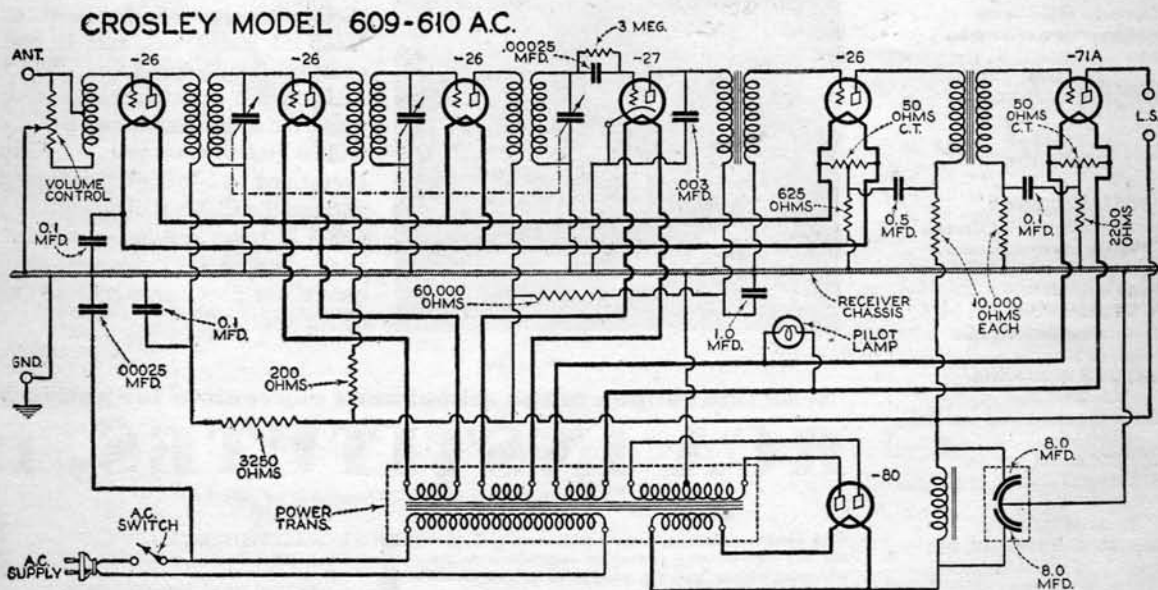 CROSLEY MODEL 609-610 A.C.
3 MEG.
.00025
MFD.
ANT.
-26
-26
-26
-27
-26
-71A
50
OHMS
C.T.
50
OHMS
C.T.
L.S.
VOLUME
CONTROL
.003
MFD.
625
OHMS
0.5
MFD.
0.1
MFD.
2200
OHMS
0.1
MFD.
60,000
OHMS
RECEIVER
CHASSIS
10,000
OHMS
EACH
0.1
MFD.
1.0
MFD.
PILOT
LAMP
GND.
.00025
MFD.
200
OHMS
3250
OHMS
8.0
MFD.
-80
POWER
TRANS.
A.C.
SWITCH
A.C.
SUPPLY
8.0
MFD.